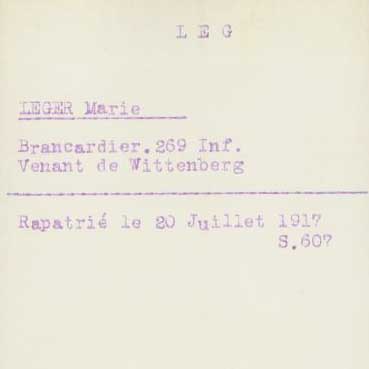 L E G
LEGER Marie
Brancardier.269 Inf.
Venant de Wittenberg
Rapatrié le 20 Juillet 1917
S.607